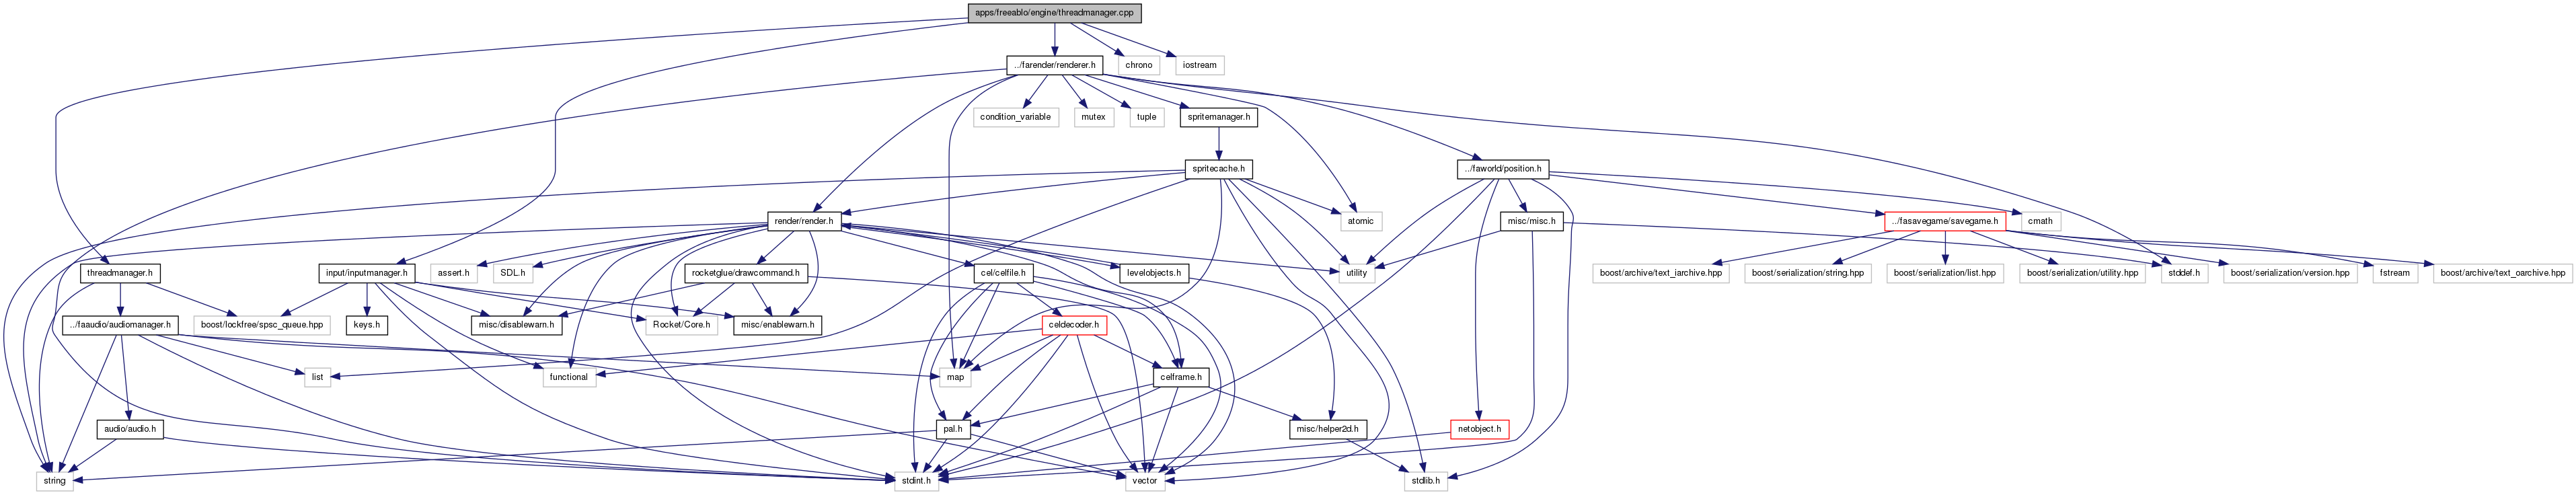 apps/freeablo/engine/threadmanager.cpp
../farender/renderer.h
chrono
iostream
condition_variable
mutex
tuple
spritemanager.h
spritecache.h
../faworld/position.h
render/render.h
atomic
misc/misc.h
.../fasavegame/savegame.h
cmath
threadmanager.h
input/inputmanager.h
assert.h
SDL.h
rocketglue/drawcommand.h
cel/celfile.h
levelobjects.h
utility
boost/archive/text_iarchive.hpp
boost/serialization/string.hpp
boost/serialization/list.hpp
boost/serialization/utility.hpp
stddef.h
boost/serialization/version.hpp
fstream
boost/archive/text_oarchive.hpp
../faaudio/audiomanager.h
boost/lockfree/spsc_queue.hpp
keys.h
misc/disablewarn.h
Rocket/Core.h
misc/enablewarn.h
celdecoder.h
list
functional
map
celframe.h
audio/audio.h
pal.h
misc/helper2d.h
netobject.h
string
stdint.h
vector
stdlib.h